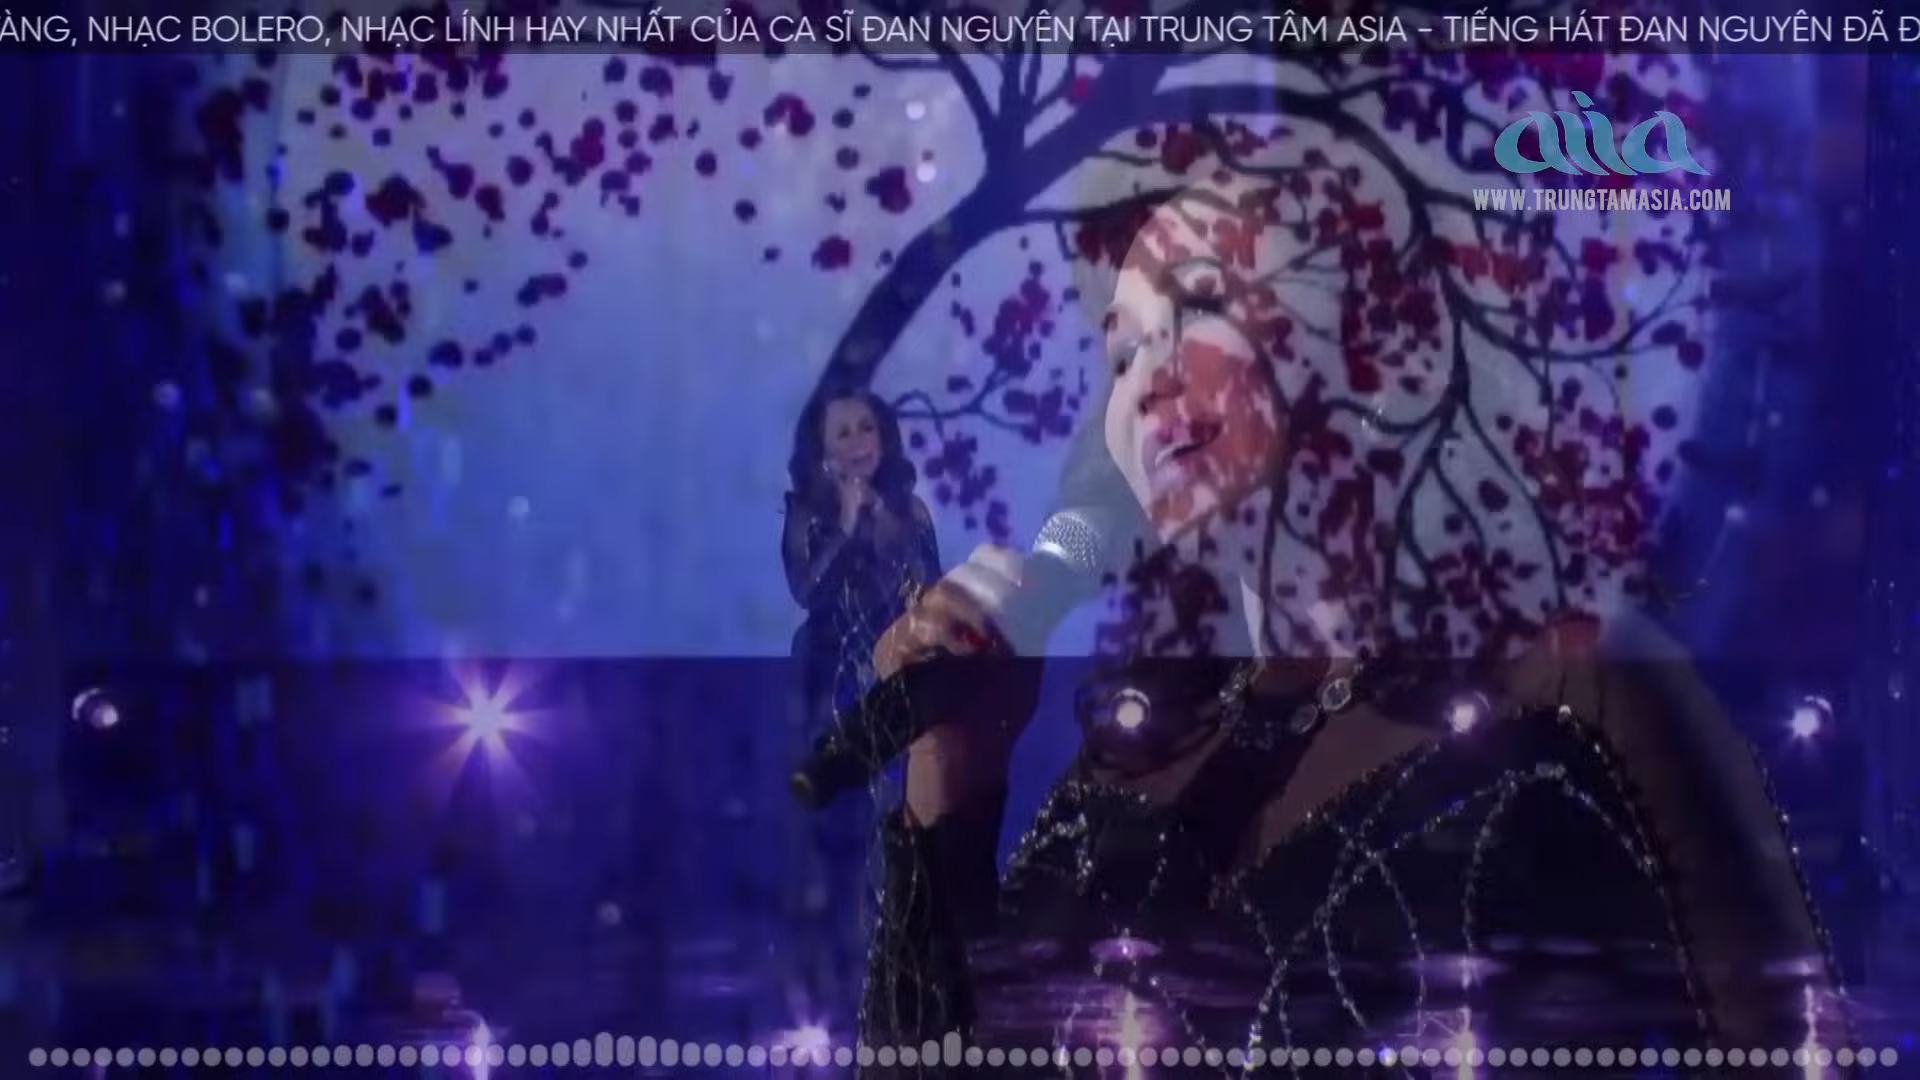 ÀNG, NHẠC BOLERO, NHẠC LÍNH HAY NHẤT CỦA CA SĨ ĐAN NGUYÊN TẠI TRUNG TÂM ASIA - TIẾNG HÁT ĐAN NGUYÊN ĐÃ Đ
asia
WWW.TRUNGTAMASIA.COM